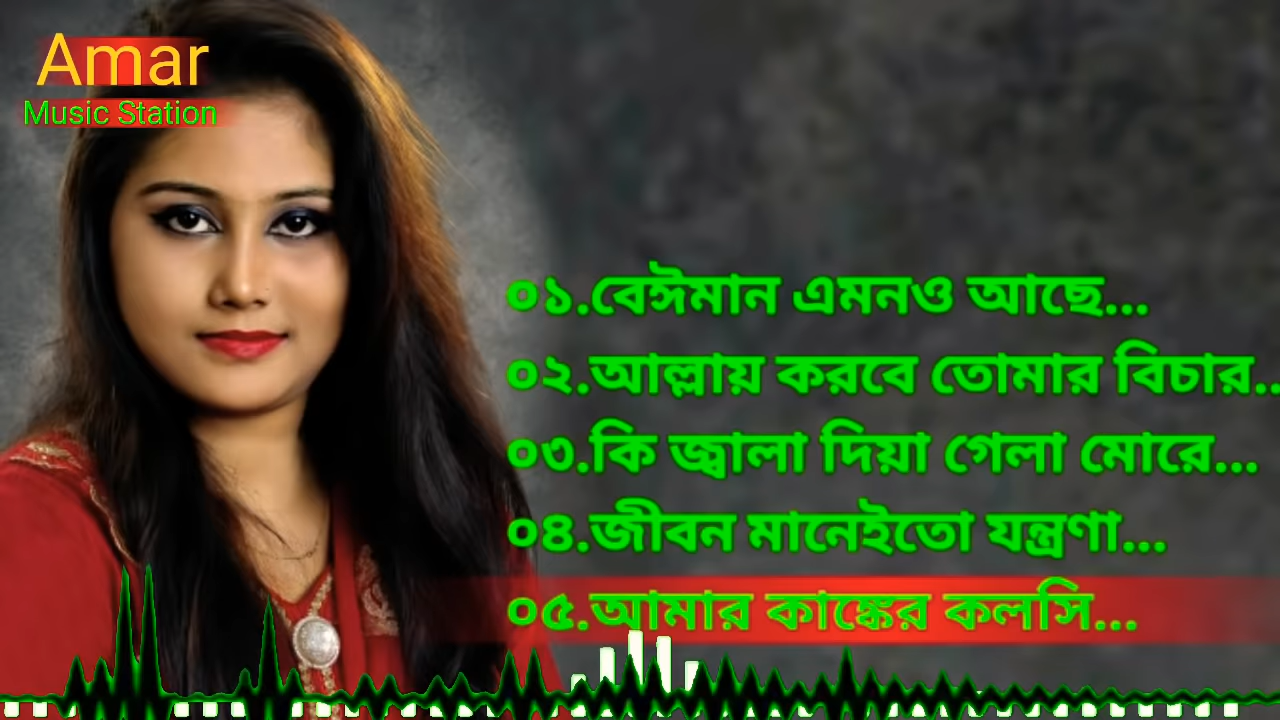 Amar
Music Station
০১.বেঈমান এমনও আছে...
০২.আল্লায় করবে তোমার বিচার..
০৩.কি জ্বালা দিয়া গেলা মোরে...
০৪.জীবন মানেইতো যন্ত্রণা...
০৫.আমার কাঙ্কের কলসি...